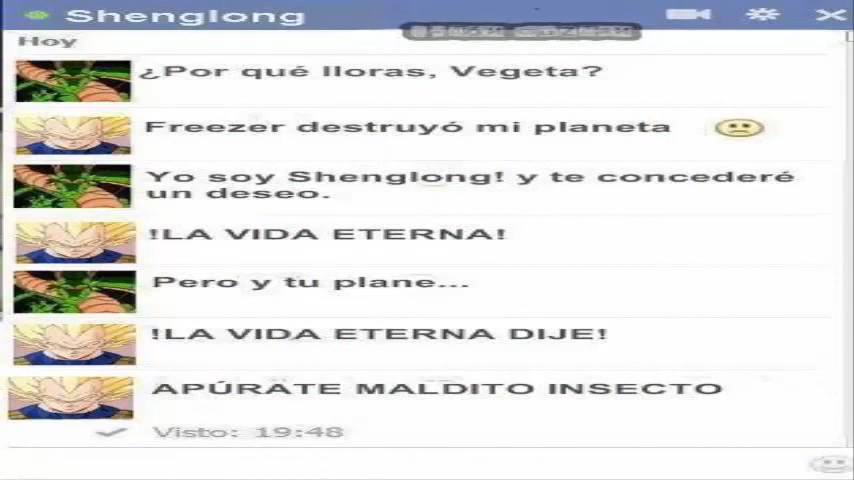 Shenglong
Hoy
¿Por qué lloras, Vegeta?
Freezer destruyó mi planeta
Yo soy Shenglong! y te concederé
un deseo.
!LA VIDA ETERNA!
Pero y tu plane...
!LA VIDA ETERNA DIJE!
APÚRATE MALDITO INSECTO
Visto: 19:48